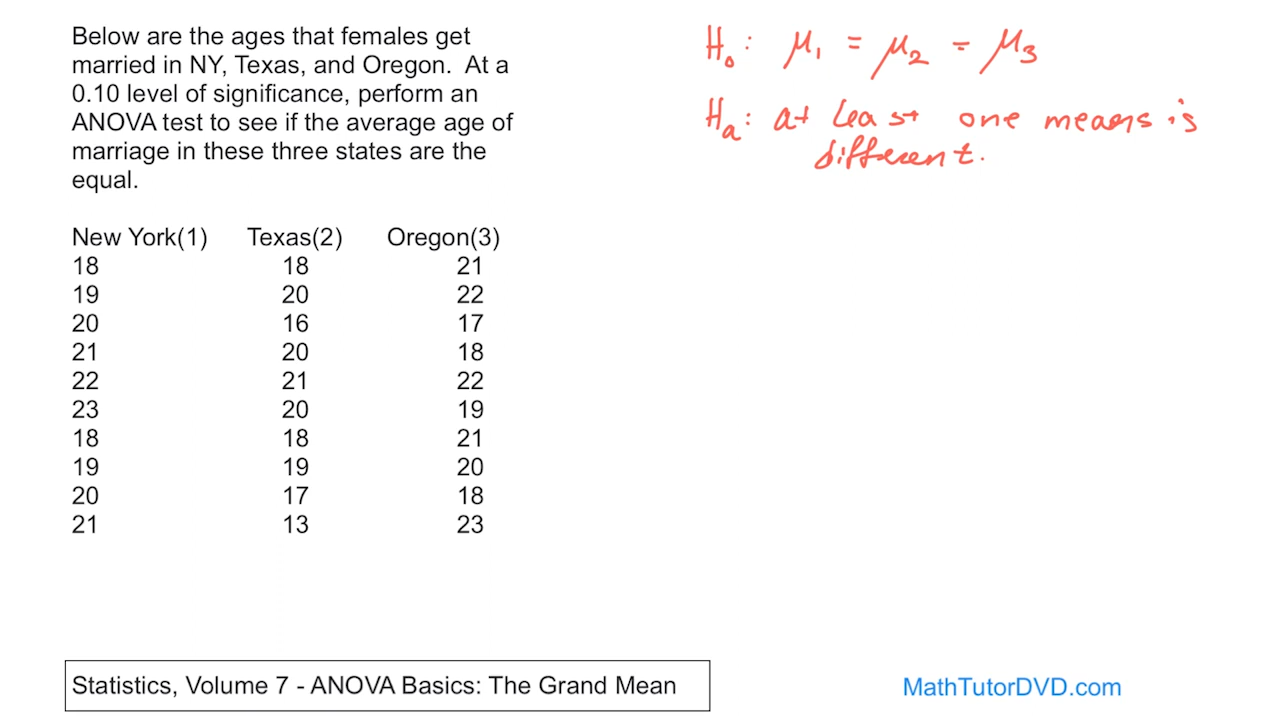 Below are the ages that females get
married in NY, Texas, and Oregon. At a
0.10 level of significance, perform an
ANOVA test to see if the average age of
marriage in these three states are the
equal.
H₀: μ₁ = μ₂ = μ₃
Hₐ: at least one means is
different.
New York(1) Texas(2) Oregon(3)
18 18 21
19 20 22
20 16 17
21 20 18
22 21 22
23 20 19
18 18 21
19 19 20
20 17 18
21 13 23
Statistics, Volume 7 - ANOVA Basics: The Grand Mean
MathTutorDVD.com